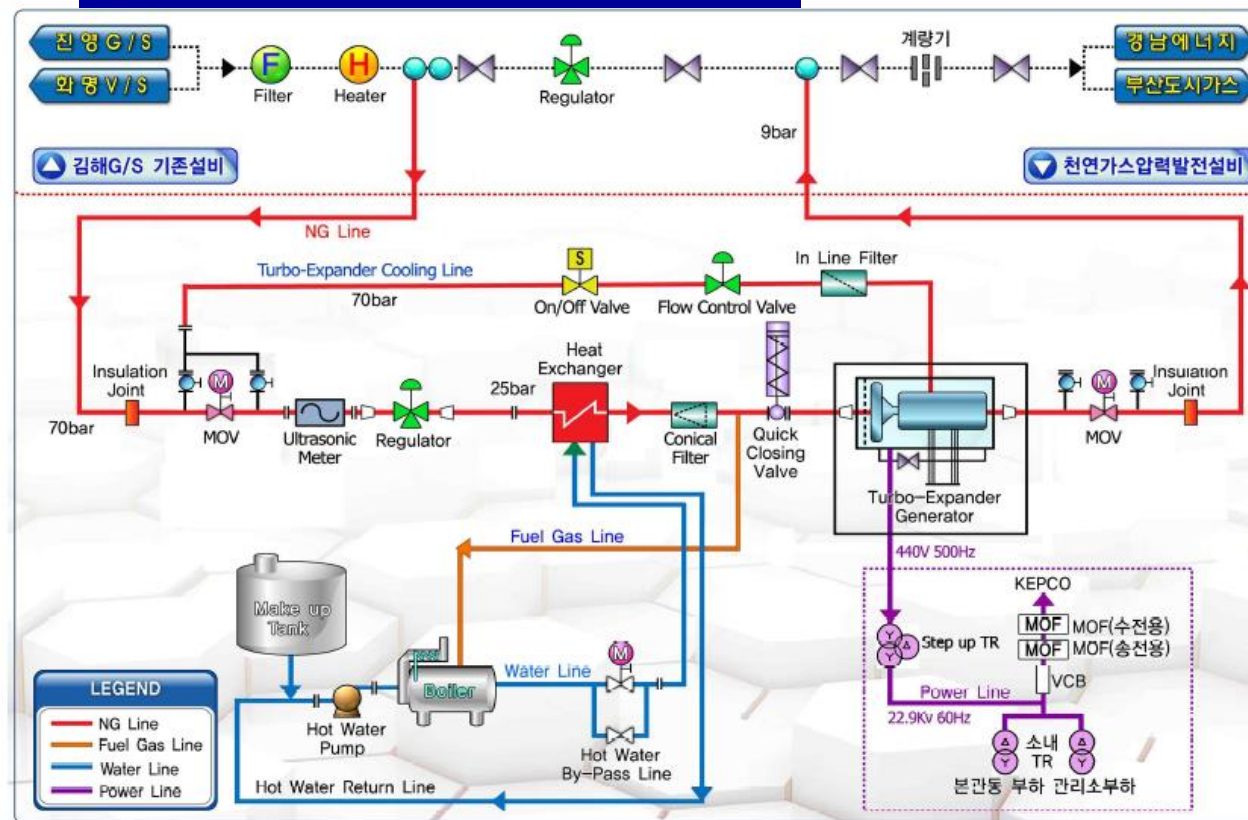 진영G/S
화명V/S
F
Filter
H
Heater
Regulator
계량기
경남에너지
부산도시가스
9bar
김해G/S 기존설비
천연가스압력발전설비
NG Line
Turbo-Expander Cooling Line
70bar
S
On/Off Valve
Flow Control Valve
In Line Filter
Insulation
Joint
70bar
M
MOV
Ultrasonic
Meter
Regulator
25bar
Heat
Exchanger
Conical
Filter
Quick
Closing
Valve
Turbo-Expander
Generator
M
MOV
Insulation
Joint
Fuel Gas Line
440V 500Hz
KEPCO
MOF
MOF(수전용)
MOF
MOF(송전용)
Step up TR
VCB
Power Line
22.9Kv 60Hz
소내
TR
본관동 부하 관리소부하
Make up
Tank
Boiler
Water Line
M
Hot Water
Pump
Hot Water
By-Pass Line
Hot Water Return Line
LEGEND
NG Line
Fuel Gas Line
Water Line
Power Line